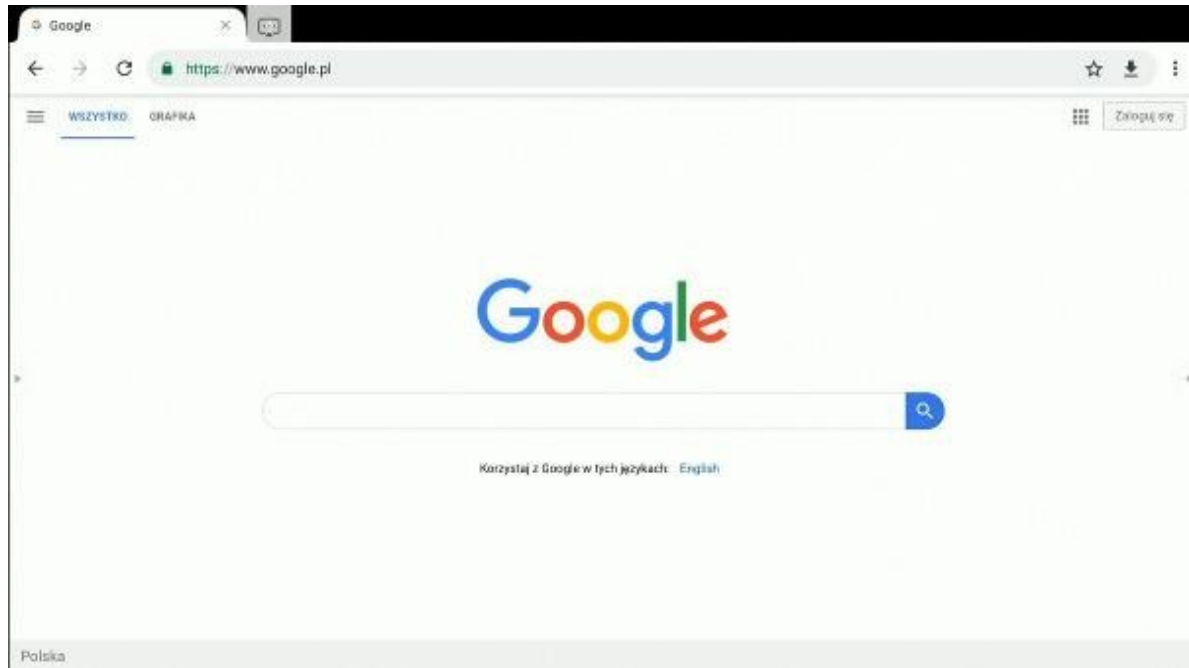 Google
https://www.google.pl
WSZYSTKO GRAFIKA
Zaloguj się
Google
Korzystaj z Google w tych językach: English
Polska